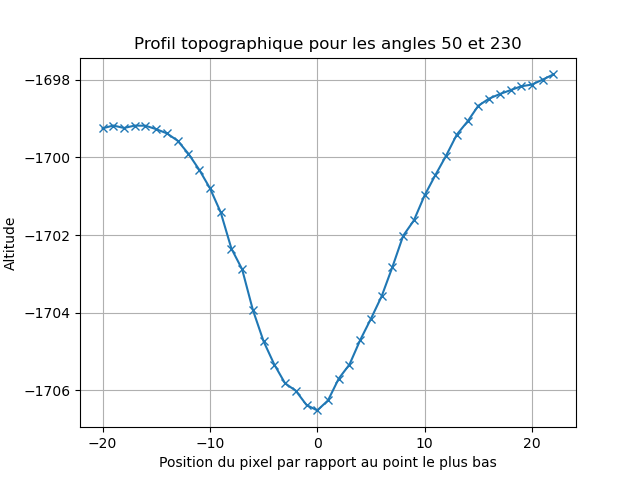 Profil topographique pour les angles 50 et 230
−1698
−1700
−1702
−1704
−1706
Altitude
−20 −10 0 10 20
Position du pixel par rapport au point le plus bas